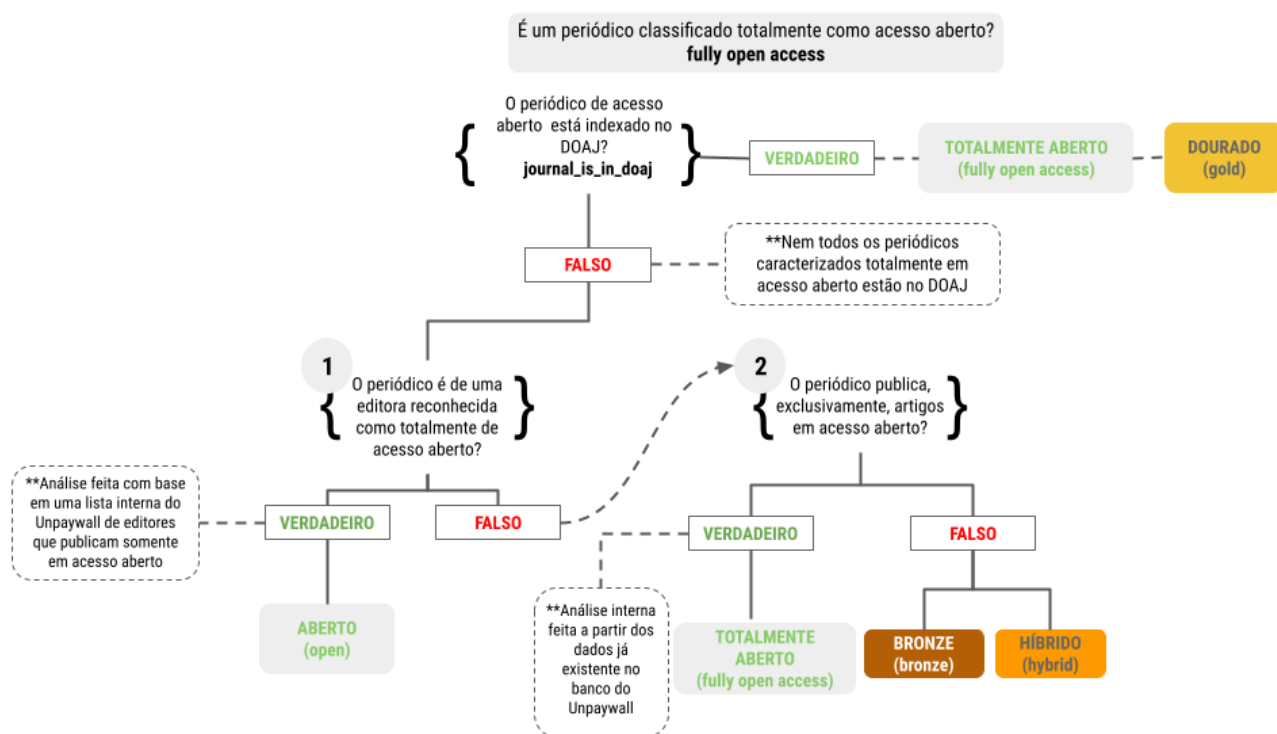 É um periódico classificado totalmente como acesso aberto?
fully open access
O periódico de acesso
aberto está indexado no
DOAJ?
journal_is_in_doaj
VERDADEIRO
TOTALMENTE ABERTO
(fully open access)
DOURADO
(gold)
FALSO
**Nem todos os periódicos
caracterizados totalmente em
acesso aberto estão no DOAJ
1
O periódico é de uma
editora reconhecida
como totalmente de
acesso aberto?
2
O periódico publica,
exclusivamente, artigos
em acesso aberto?
**Análise feita com base
em uma lista interna do
Unpaywall de editores
que publicam somente
em acesso aberto
VERDADEIRO
FALSO
VERDADEIRO
FALSO
ABERTO
(open)
**Análise interna
feita a partir dos
dados já
existente no
banco do
Unpaywall
TOTALMENTE
ABERTO
(fully open access)
BRONZE
(bronze)
HÍBRIDO
(hybrid)